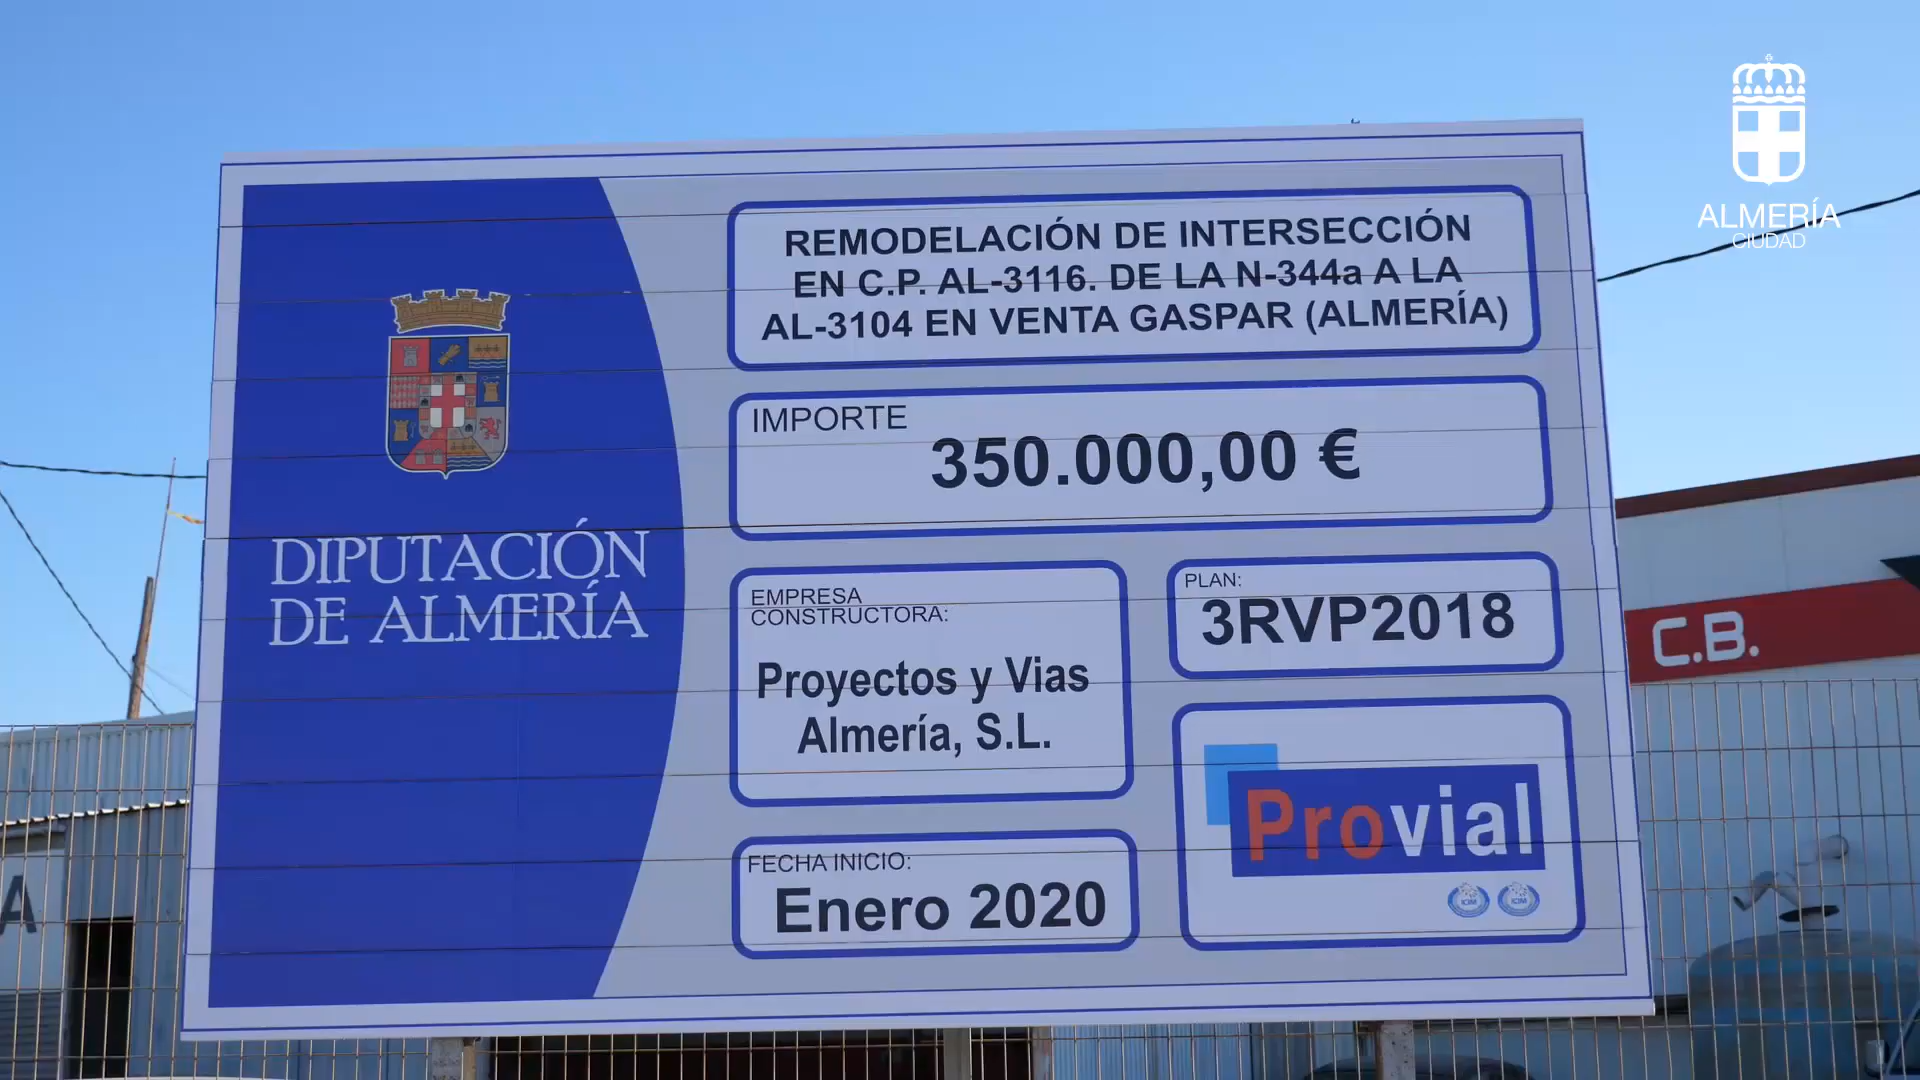 ALMERÍA
CIUDAD
DIPUTACIÓN
DE ALMERÍA
REMODELACIÓN DE INTERSECCIÓN
EN C.P. AL-3116. DE LA N-344a A LA
AL-3104 EN VENTA GASPAR (ALMERÍA)
IMPORTE
350.000,00 €
EMPRESA
CONSTRUCTORA:
Proyectos y Vias
Almería, S.L.
PLAN:
3RVP2018
Provial
FECHA INICIO:
Enero 2020
C.B.
A